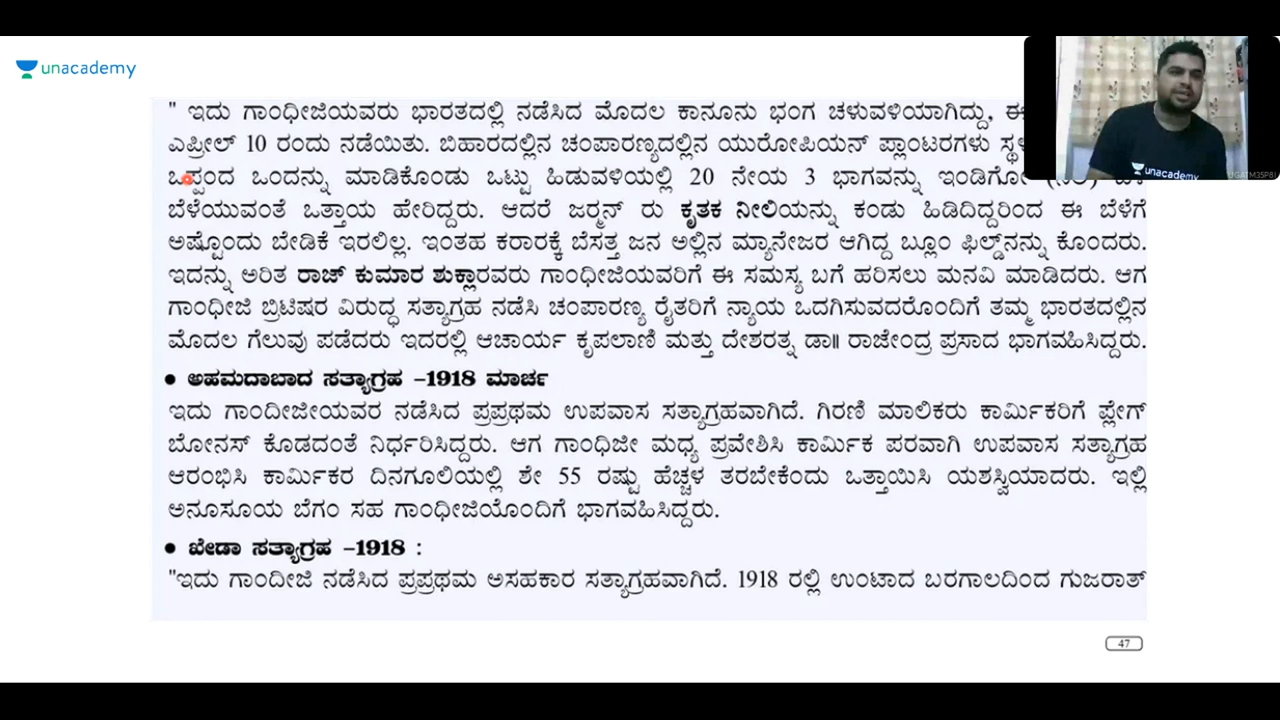 unacademy
" ಇದು ಗಾಂಧೀಜಿಯವರು ಭಾರತದಲ್ಲಿ ನಡೆಸಿದ ಮೊದಲ ಕಾನೂನು ಭಂಗ ಚಳುವಳಿಯಾಗಿದ್ದು, ಈ
ಎಪ್ರೀಲ್ 10 ರಂದು ನಡೆಯಿತು. ಬಿಹಾರದಲ್ಲಿನ ಚಂಪಾರಣ್ಯದಲ್ಲಿನ ಯುರೋಪಿಯನ್ ಪ್ಲಾಂಟರಗಳು
ಒಪ್ಪಂದ ಒಂದನ್ನು ಮಾಡಿಕೊಂಡು ಒಟ್ಟು ಹಿಡುವಳಿಯಲ್ಲಿ 20 ನೇಯ 3 ಭಾಗವನ್ನು ಇಂಡಿಗೋ
ಬೆಳೆಯುವಂತೆ ಒತ್ತಾಯ ಹೇರಿದ್ದರು. ಆದರೆ ಜರ್‍ಮನ್ ರು ಕೃತಕ ನೀಲಿಯನ್ನು ಕಂಡು ಹಿಡಿದಿದ್ದರಿಂದ ಈ ಬೆಳೆಗೆ
ಅಷ್ಟೊಂದು ಬೇಡಿಕೆ ಇರಲಿಲ್ಲ. ಇಂತಹ ಕರಾರಕ್ಕೆ ಬೆಸತ್ತ ಜನ ಅಲ್ಲಿನ ಮ್ಯಾನೇಜರ ಆಗಿದ್ದ ಬ್ಲೂಂ ಫಿಲ್ಡ್‌ನನ್ನು ಕೊಂದರು.
ಇದನ್ನು ಅರಿತ ರಾಜ್ ಕುಮಾರ ಶುಕ್ಲಾರವರು ಗಾಂಧೀಜಿಯವರಿಗೆ ಈ ಸಮಸ್ಯ ಬಗೆ ಹರಿಸಲು ಮನವಿ ಮಾಡಿದರು. ಆಗ
ಗಾಂಧೀಜಿ ಬ್ರಿಟಿಷರ ವಿರುದ್ಧ ಸತ್ಯಾಗ್ರಹ ನಡೆಸಿ ಚಂಪಾರಣ್ಯ ರೈತರಿಗೆ ನ್ಯಾಯ ಒದಗಿಸುವದರೊಂದಿಗೆ ತಮ್ಮ ಭಾರತದಲ್ಲಿನ
ಮೊದಲ ಗೆಲುವು ಪಡೆದರು ಇದರಲ್ಲಿ ಆಚಾರ್ಯ ಕೃಪಲಾಣಿ ಮತ್ತು ದೇಶರತ್ನ ಡಾ॥ ರಾಜೇಂದ್ರ ಪ್ರಸಾದ ಭಾಗವಹಿಸಿದ್ದರು.
• ಅಹಮದಾಬಾದ ಸತ್ಯಾಗ್ರಹ –1918 ಮಾರ್ಚ
ಇದು ಗಾಂದೀಜೀಯವರ ನಡೆಸಿದ ಪ್ರಪ್ರಥಮ ಉಪವಾಸ ಸತ್ಯಾಗ್ರಹವಾಗಿದೆ. ಗಿರಣಿ ಮಾಲಿಕರು ಕಾರ್ಮಿಕರಿಗೆ ಪ್ಲೇಗ್
ಬೋನಸ್ ಕೊಡದಂತೆ ನಿರ್ಧರಿಸಿದ್ದರು. ಆಗ ಗಾಂಧಿಜೀ ಮಧ್ಯ ಪ್ರವೇಶಿಸಿ ಕಾರ್ಮಿಕ ಪರವಾಗಿ ಉಪವಾಸ ಸತ್ಯಾಗ್ರಹ
ಆರಂಭಿಸಿ ಕಾರ್ಮಿಕರ ದಿನಗೂಲಿಯಲ್ಲಿ ಶೇ 55 ರಷ್ಟು ಹೆಚ್ಚಳ ತರಬೇಕೆಂದು ಒತ್ತಾಯಿಸಿ ಯಶಸ್ವಿಯಾದರು. ಇಲ್ಲಿ
ಅನೂಸೂಯ ಬೆಗಂ ಸಹ ಗಾಂಧೀಜಿಯೊಂದಿಗೆ ಭಾಗವಹಿಸಿದ್ದರು.
• ಖೇಡಾ ಸತ್ಯಾಗ್ರಹ –1918 :
"ಇದು ಗಾಂದೀಜಿ ನಡೆಸಿದ ಪ್ರಪ್ರಥಮ ಅಸಹಕಾರ ಸತ್ಯಾಗ್ರಹವಾಗಿದೆ. 1918 ರಲ್ಲಿ ಉಂಟಾದ ಬರಗಾಲದಿಂದ ಗುಜರಾತ್
47
unacademy